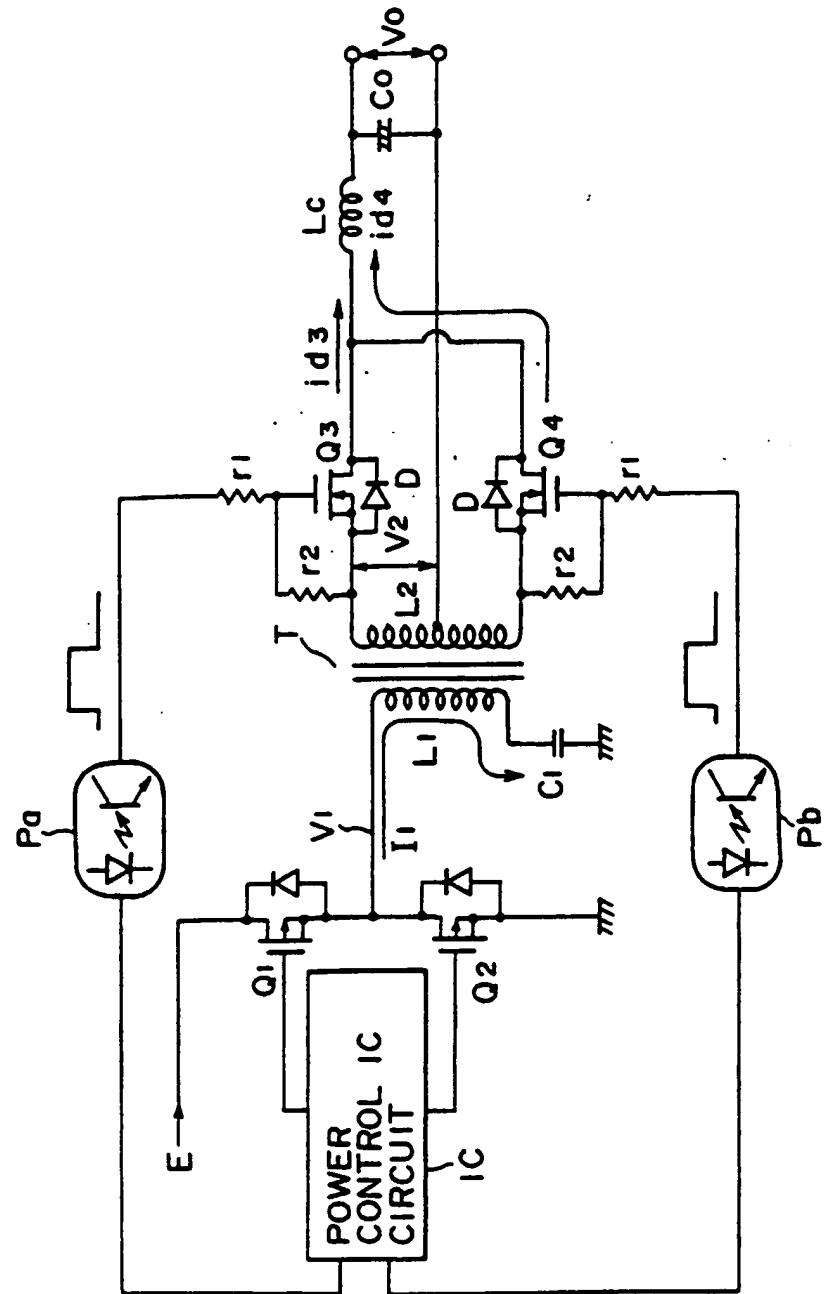 Pa
Pb
E
POWER
CONTROL IC
CIRCUIT
IC
Q1
Q2
V1
I1
L1
C1
T
L2
V2
r2
r1
Q3
D
D
Q4
r2
r1
id3
id4
Lc
Co
Vo